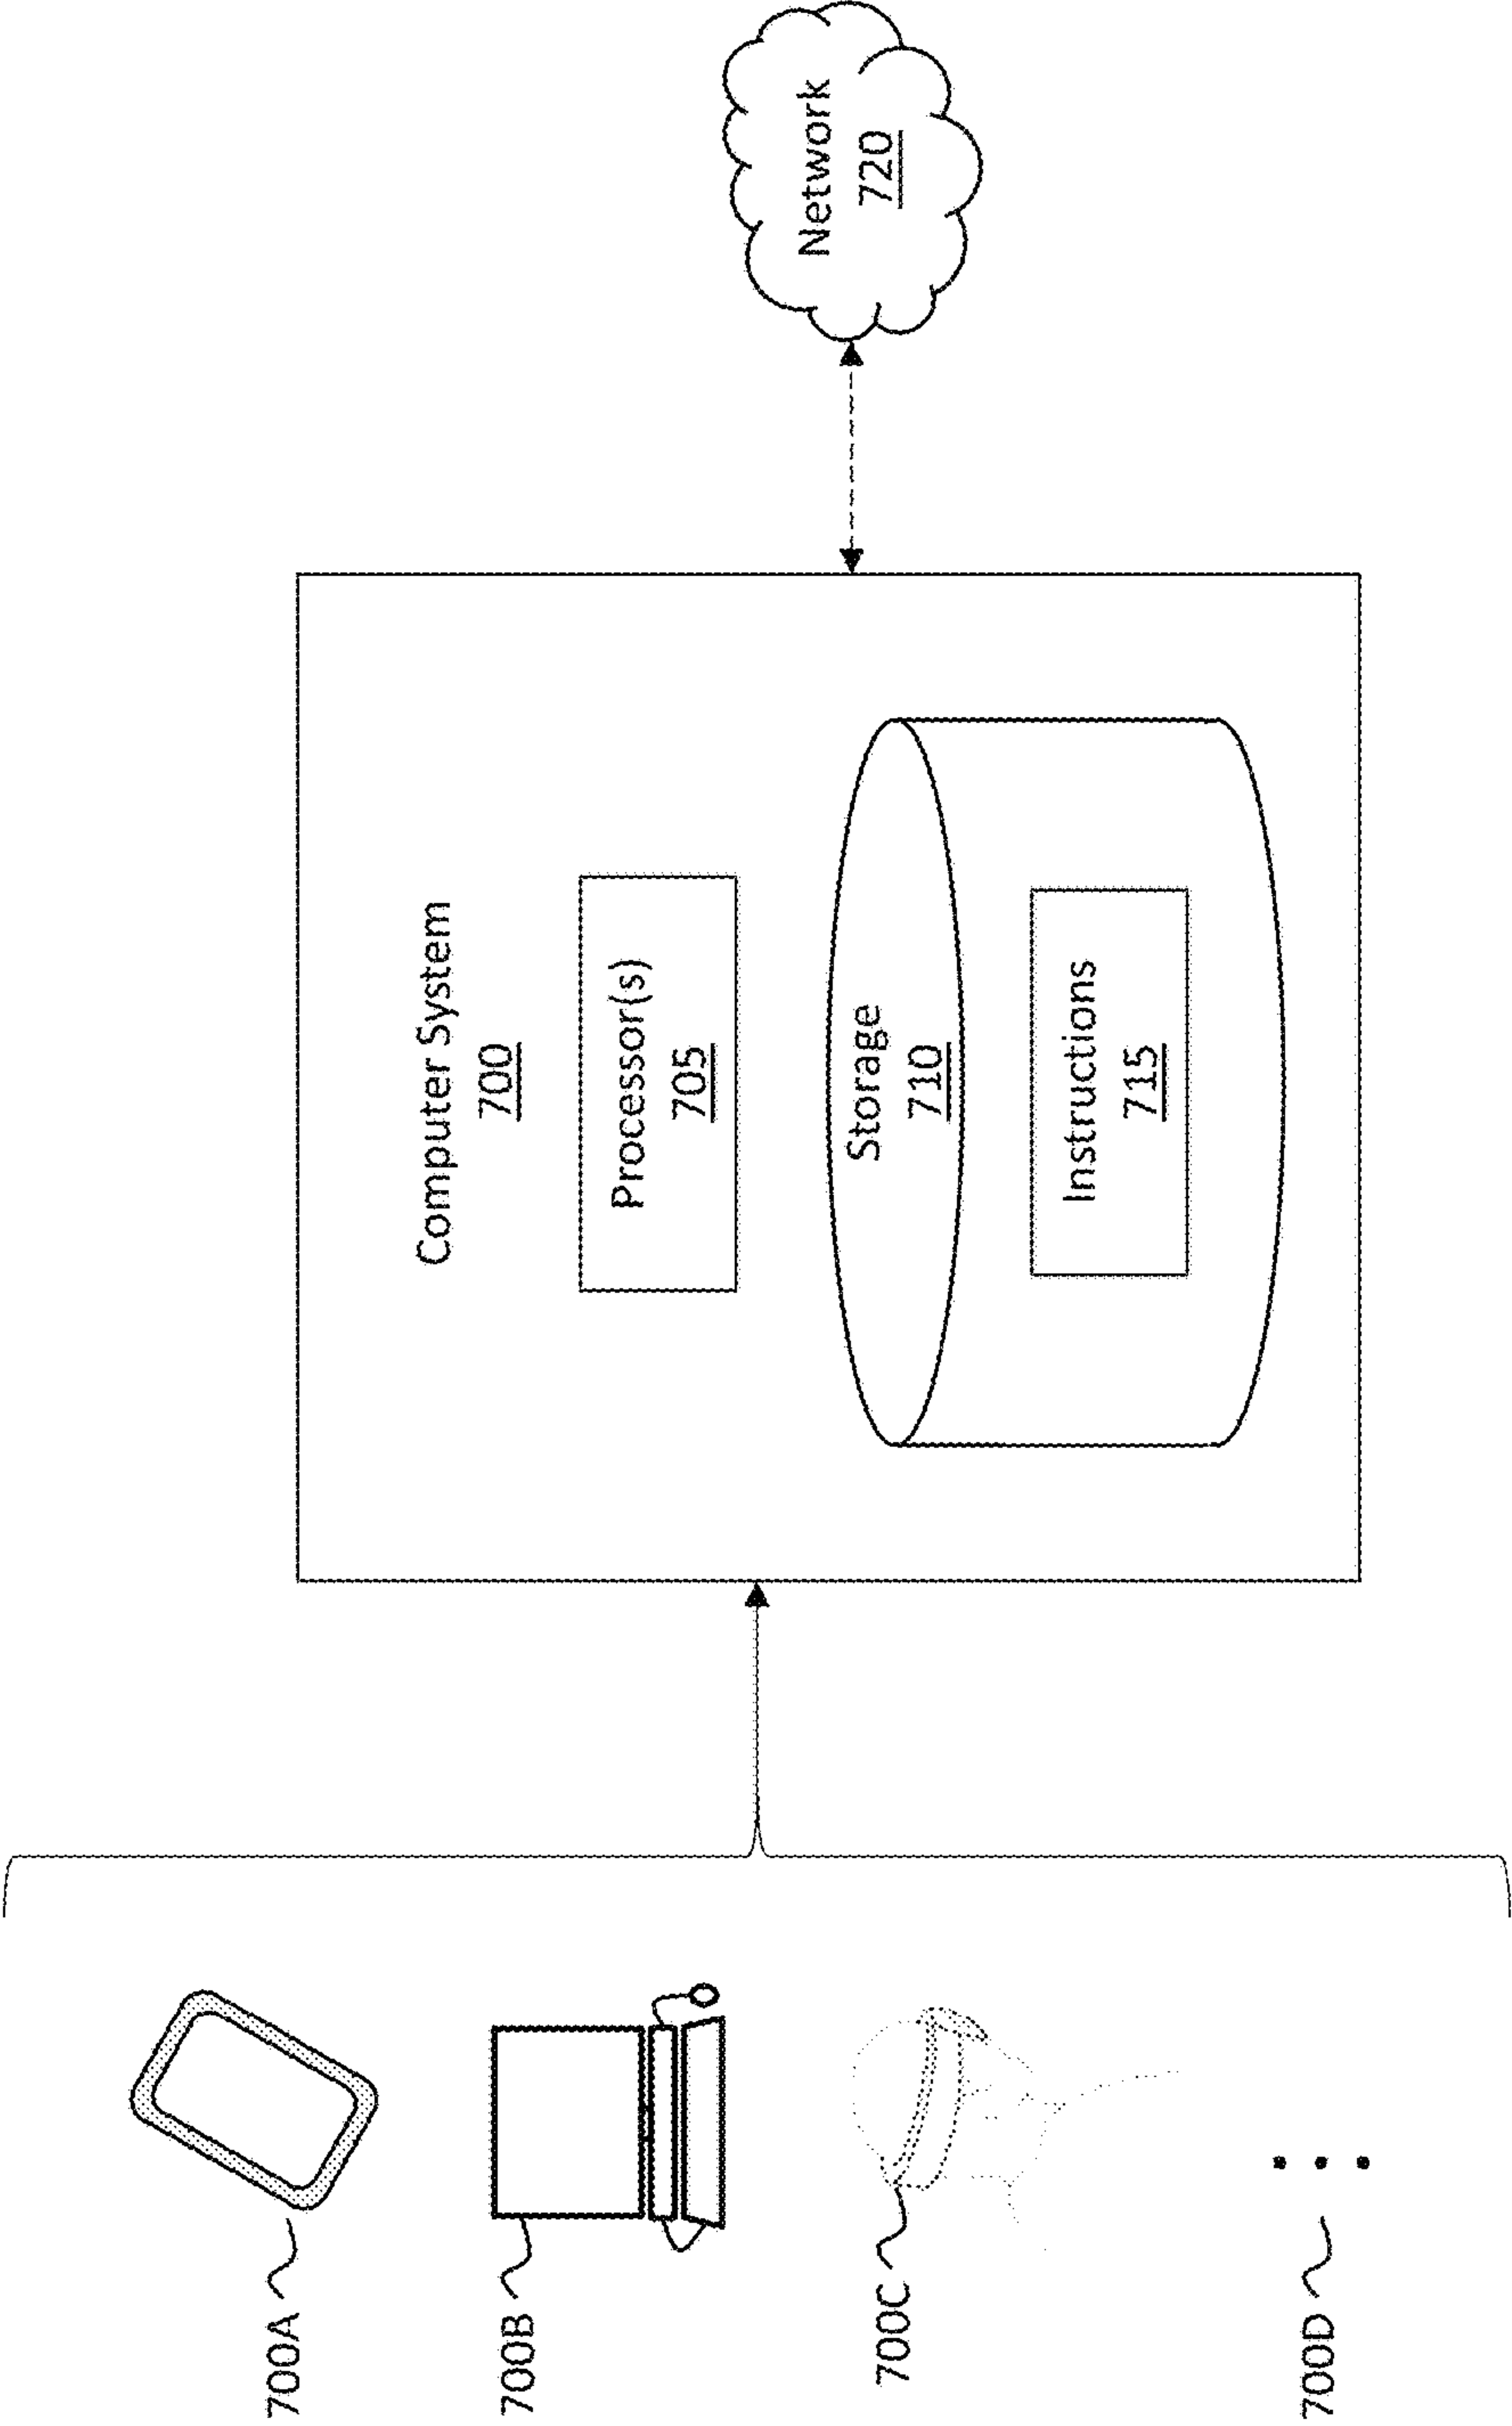 700A
700B
700C
700D
Computer System
700
Processor(s)
705
Storage
710
Instructions
715
Network
720